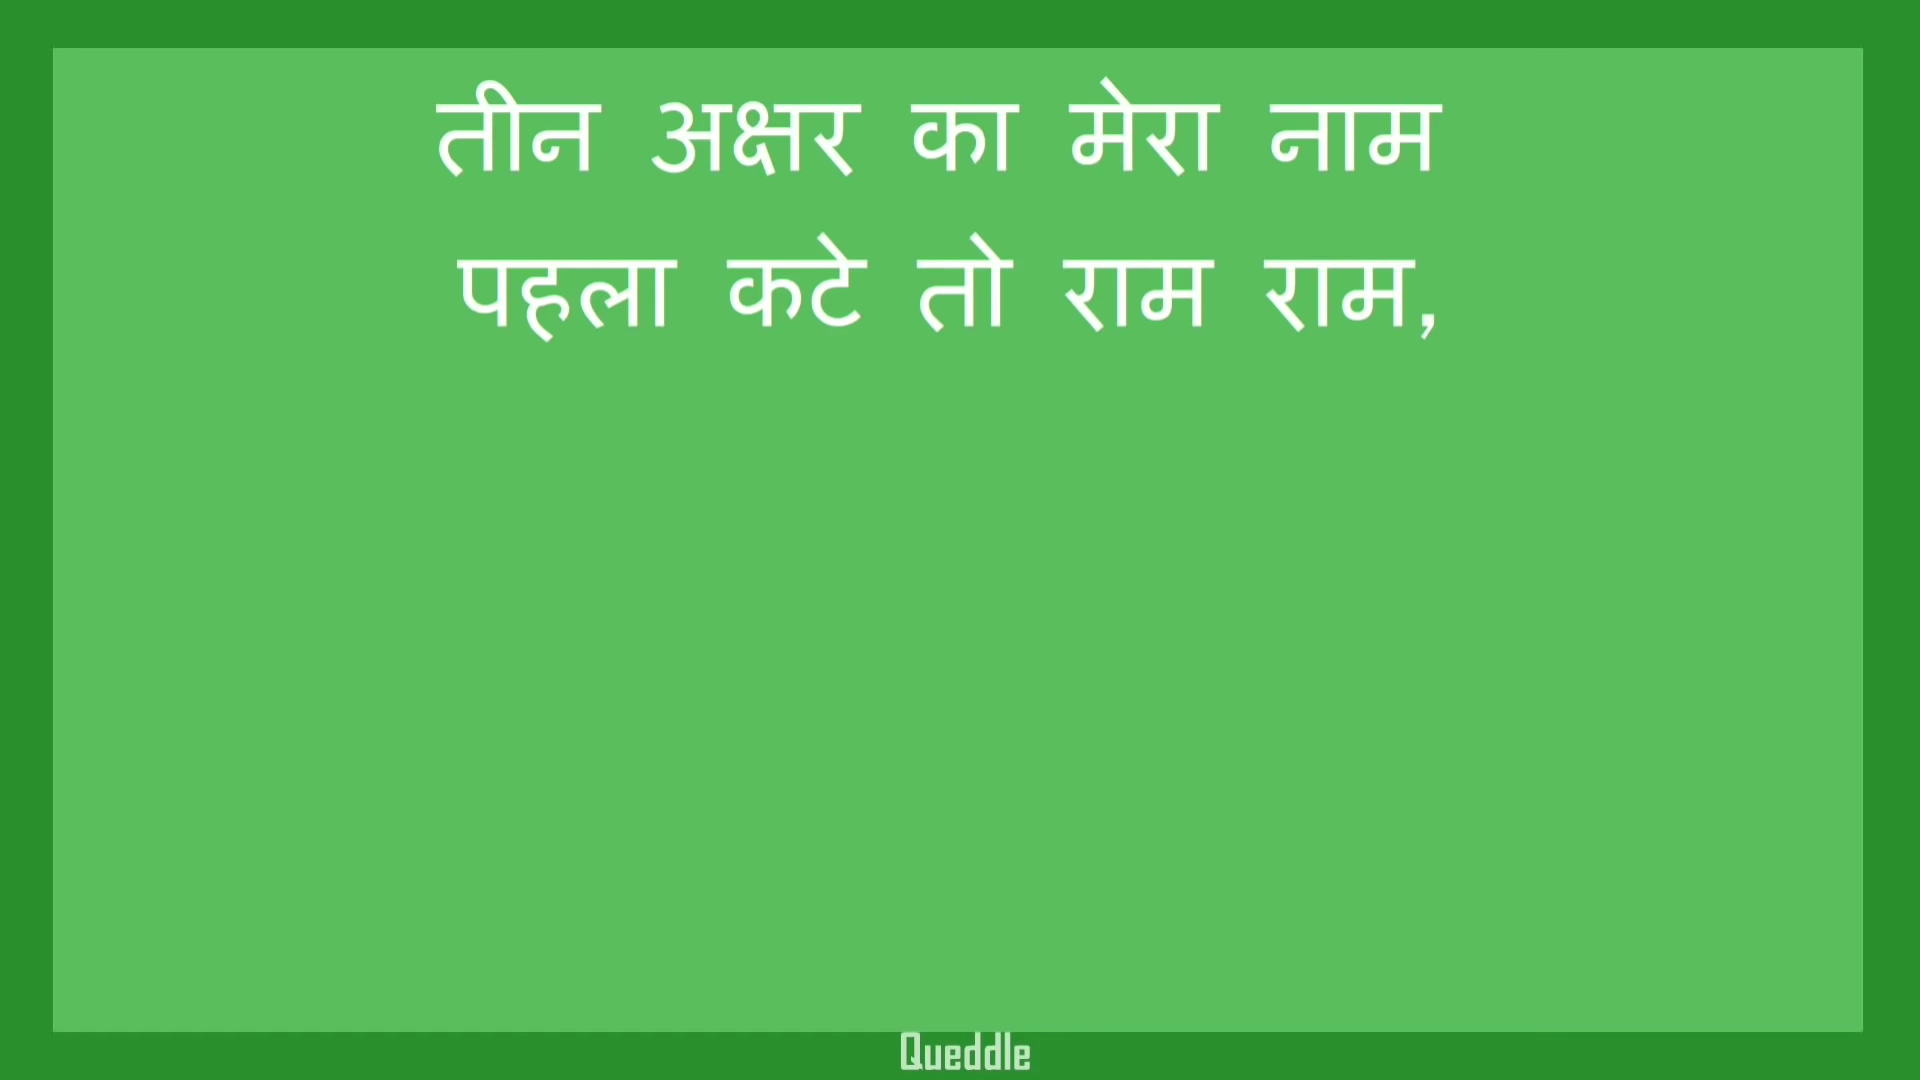 तीन अक्षर का मेरा नाम
पहला कटे तो राम राम,
Queddle